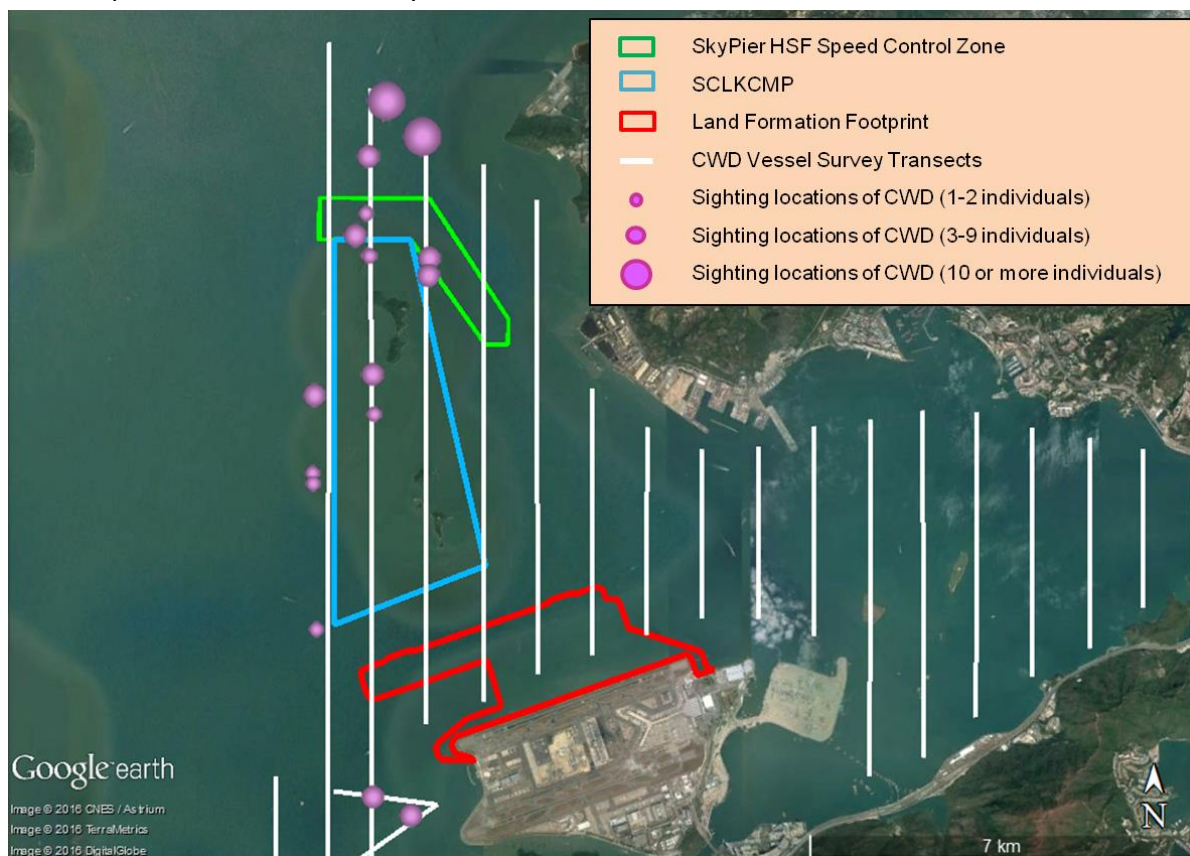 SkyPier HSF Speed Control Zone
SCLKCMP
Land Formation Footprint
CWD Vessel Survey Transects
Sighting locations of CWD (1-2 individuals)
Sighting locations of CWD (3-9 individuals)
Sighting locations of CWD (10 or more individuals)
Google earth
Image © 2016 CNES / Astrium
Image © 2016 TerraMetrics
Image © 2016 DigitalGlobe
N
7 km